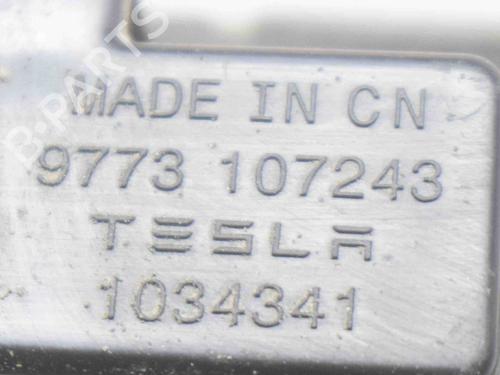 B-PARTS
MADE IN CN
9773 107243
TESLA
1034341